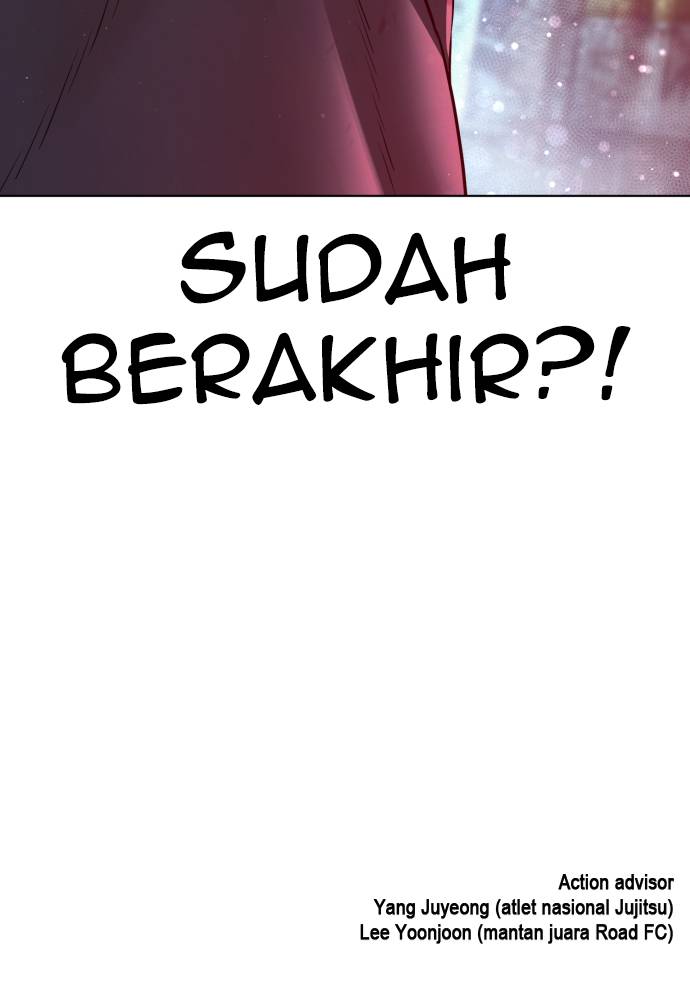 SUDAH
BERAKHIR?!
Action advisor
Yang Juyeong (atlet nasional Jujitsu)
Lee Yoonjoon (mantan juara Road FC)